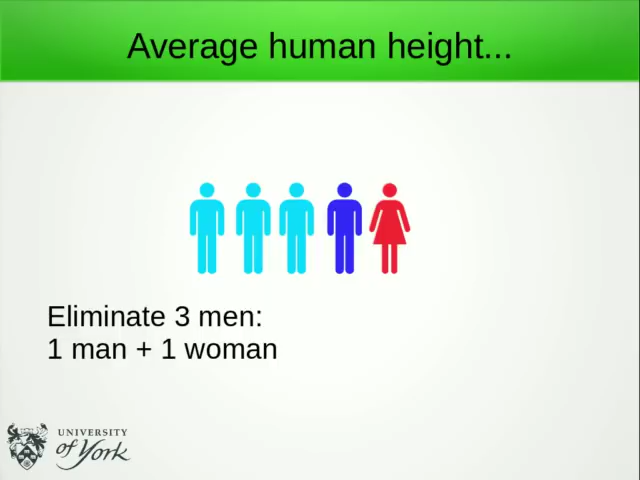 Average human height...
Eliminate 3 men:
1 man + 1 woman
UNIVERSITY
of York